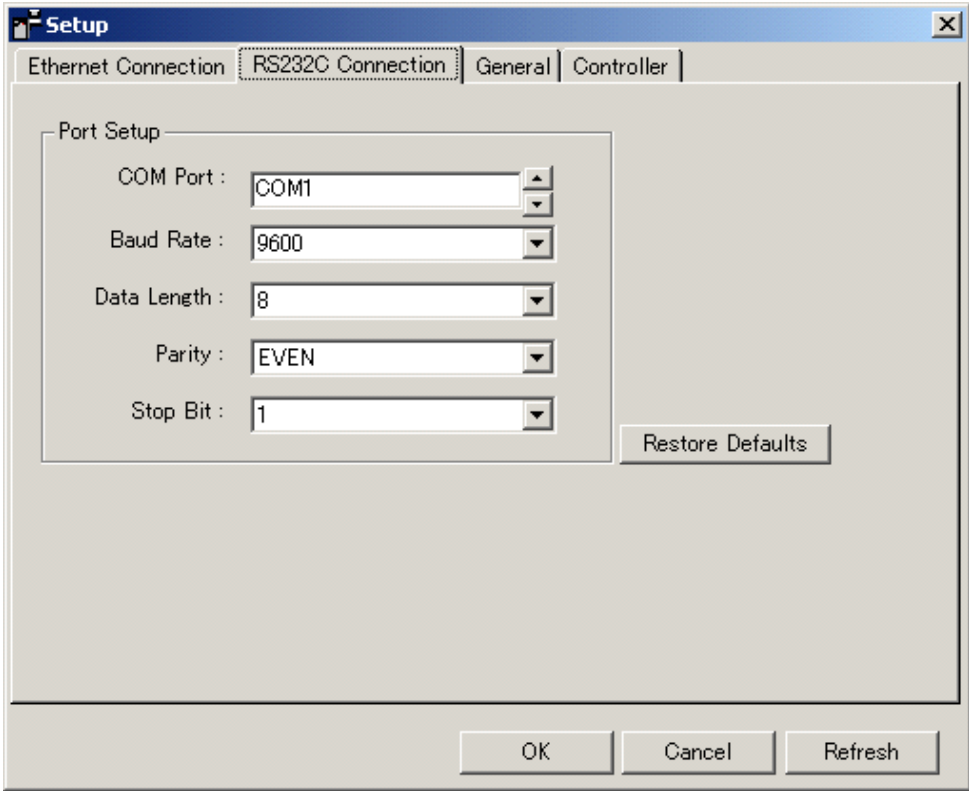 Setup
Ethernet Connection RS232C Connection General Controller
Port Setup
COM Port : COM1
Baud Rate : 9600
Data Length : 8
Parity : EVEN
Stop Bit : 1
Restore Defaults
OK Cancel Refresh